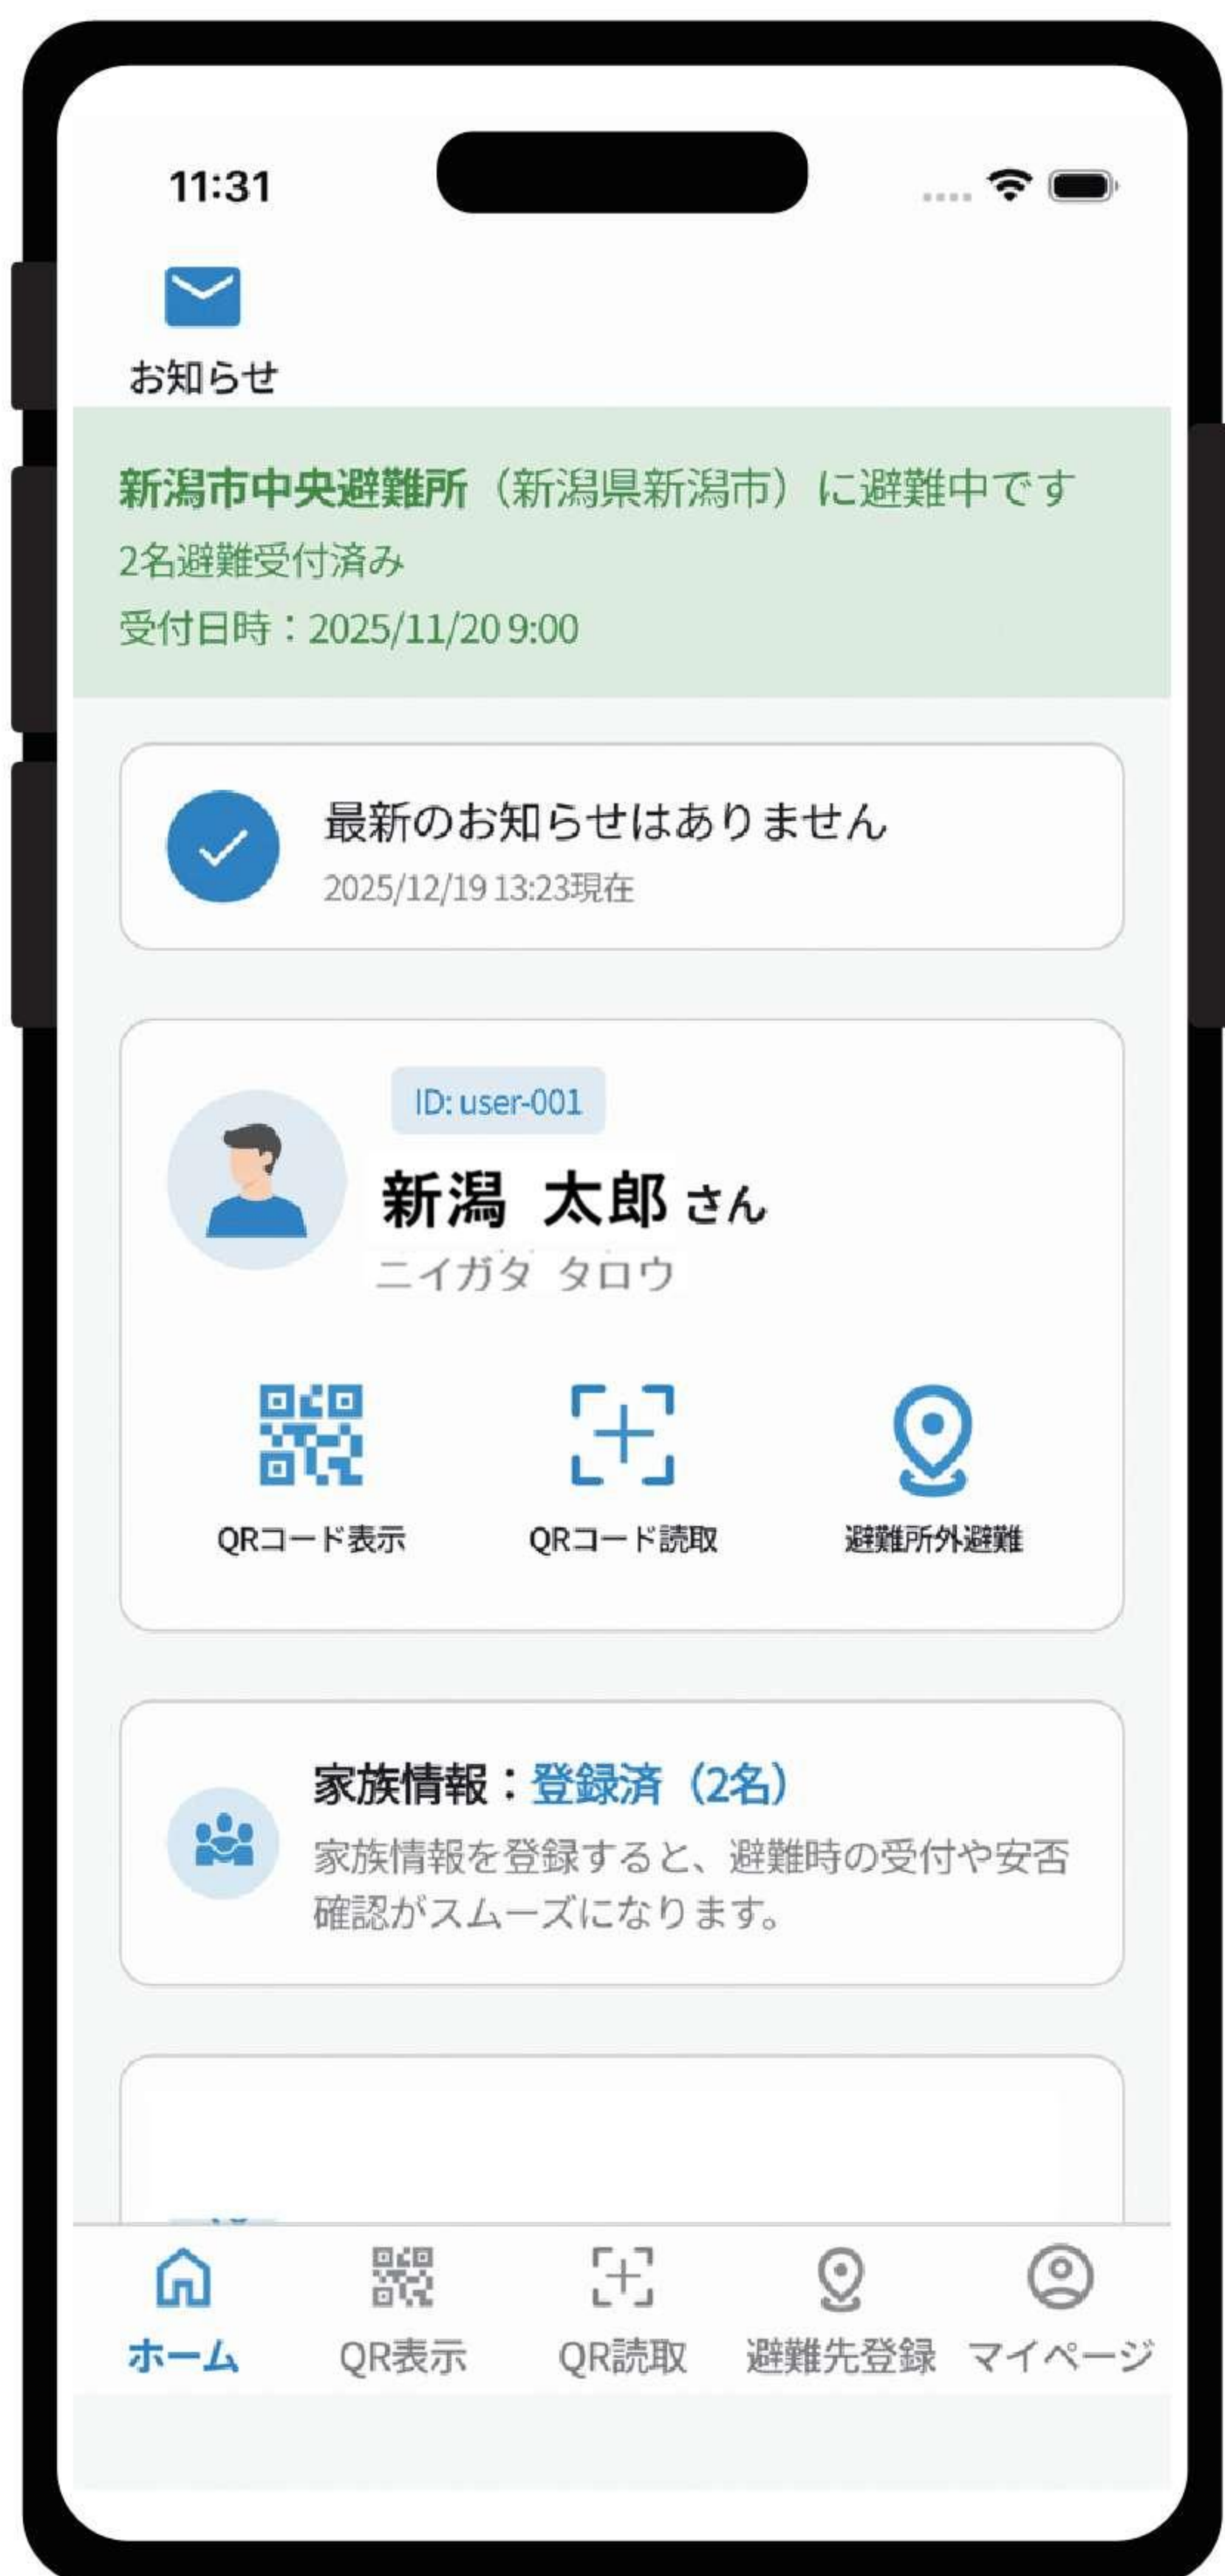 11:31
お知らせ
新潟市中央避難所（新潟県新潟市）に避難中です
2名避難受付済み
受付日時：2025/11/20 9:00
最新のお知らせはありません
2025/12/19 13:23現在
ID: user-001
新潟 太郎 さん
ニイガタ タロウ
QRコード表示 QRコード読取 避難所外避難
家族情報：登録済（2名）
家族情報を登録すると、避難時の受付や安否
確認がスムーズになります。
ホーム QR表示 QR読取 避難先登録 マイページ